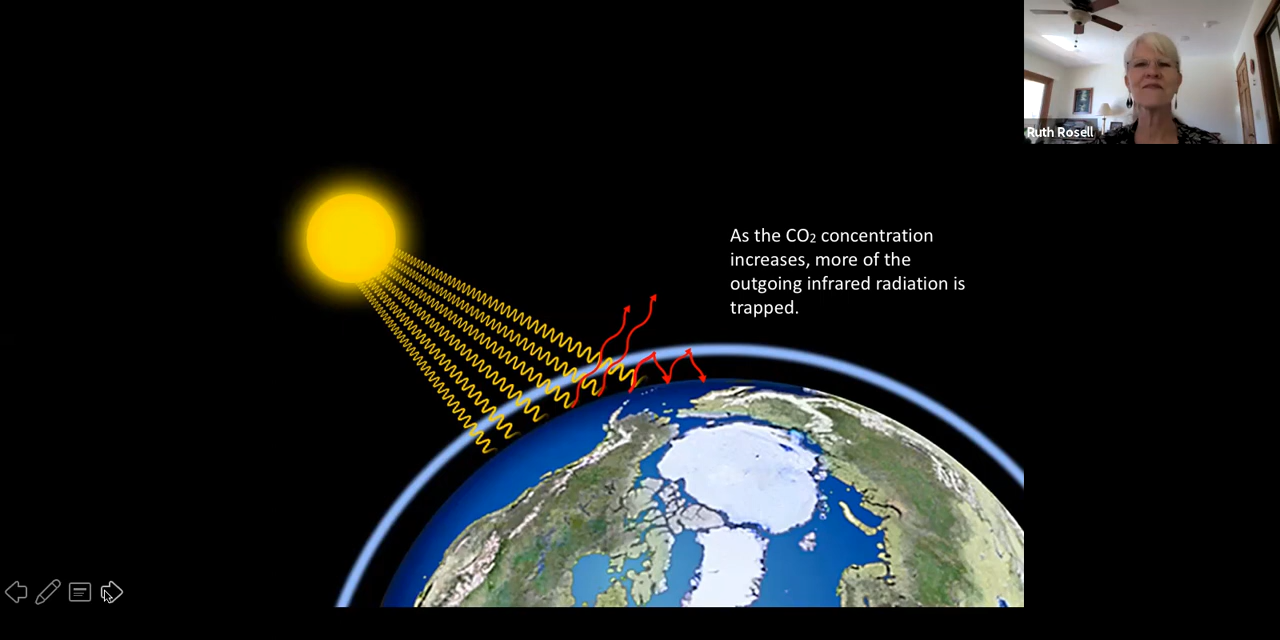 Ruth Rosell
As the CO₂ concentration
increases, more of the
outgoing infrared radiation is
trapped.